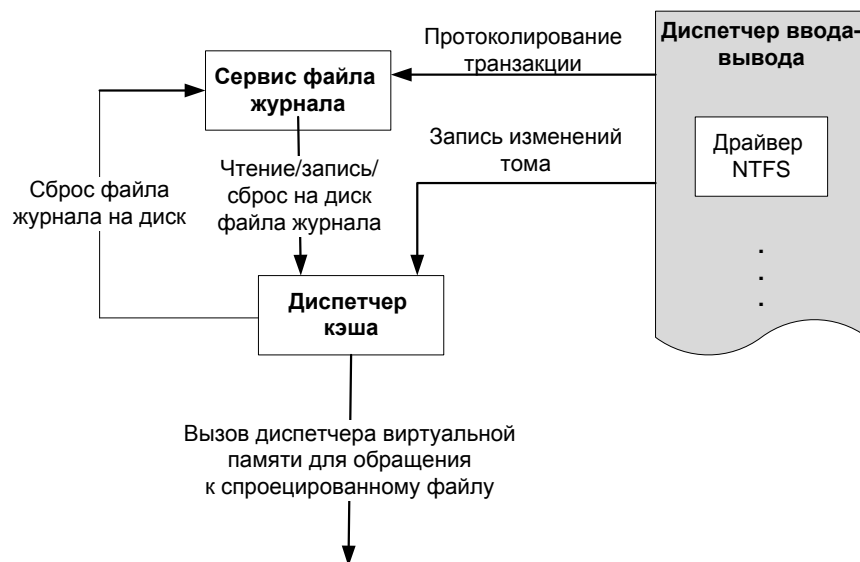 Протоколирование
транзакции
Диспетчер ввода-
вывода
Сервис файла
журнала
Запись изменений
тома
Драйвер
NTFS
Чтение/запись/
сброс на диск
файла журнала
Сброс файла
журнала на диск
Диспетчер
кэша
Вызов диспетчера виртуальной
памяти для обращения
к спроецированному файлу